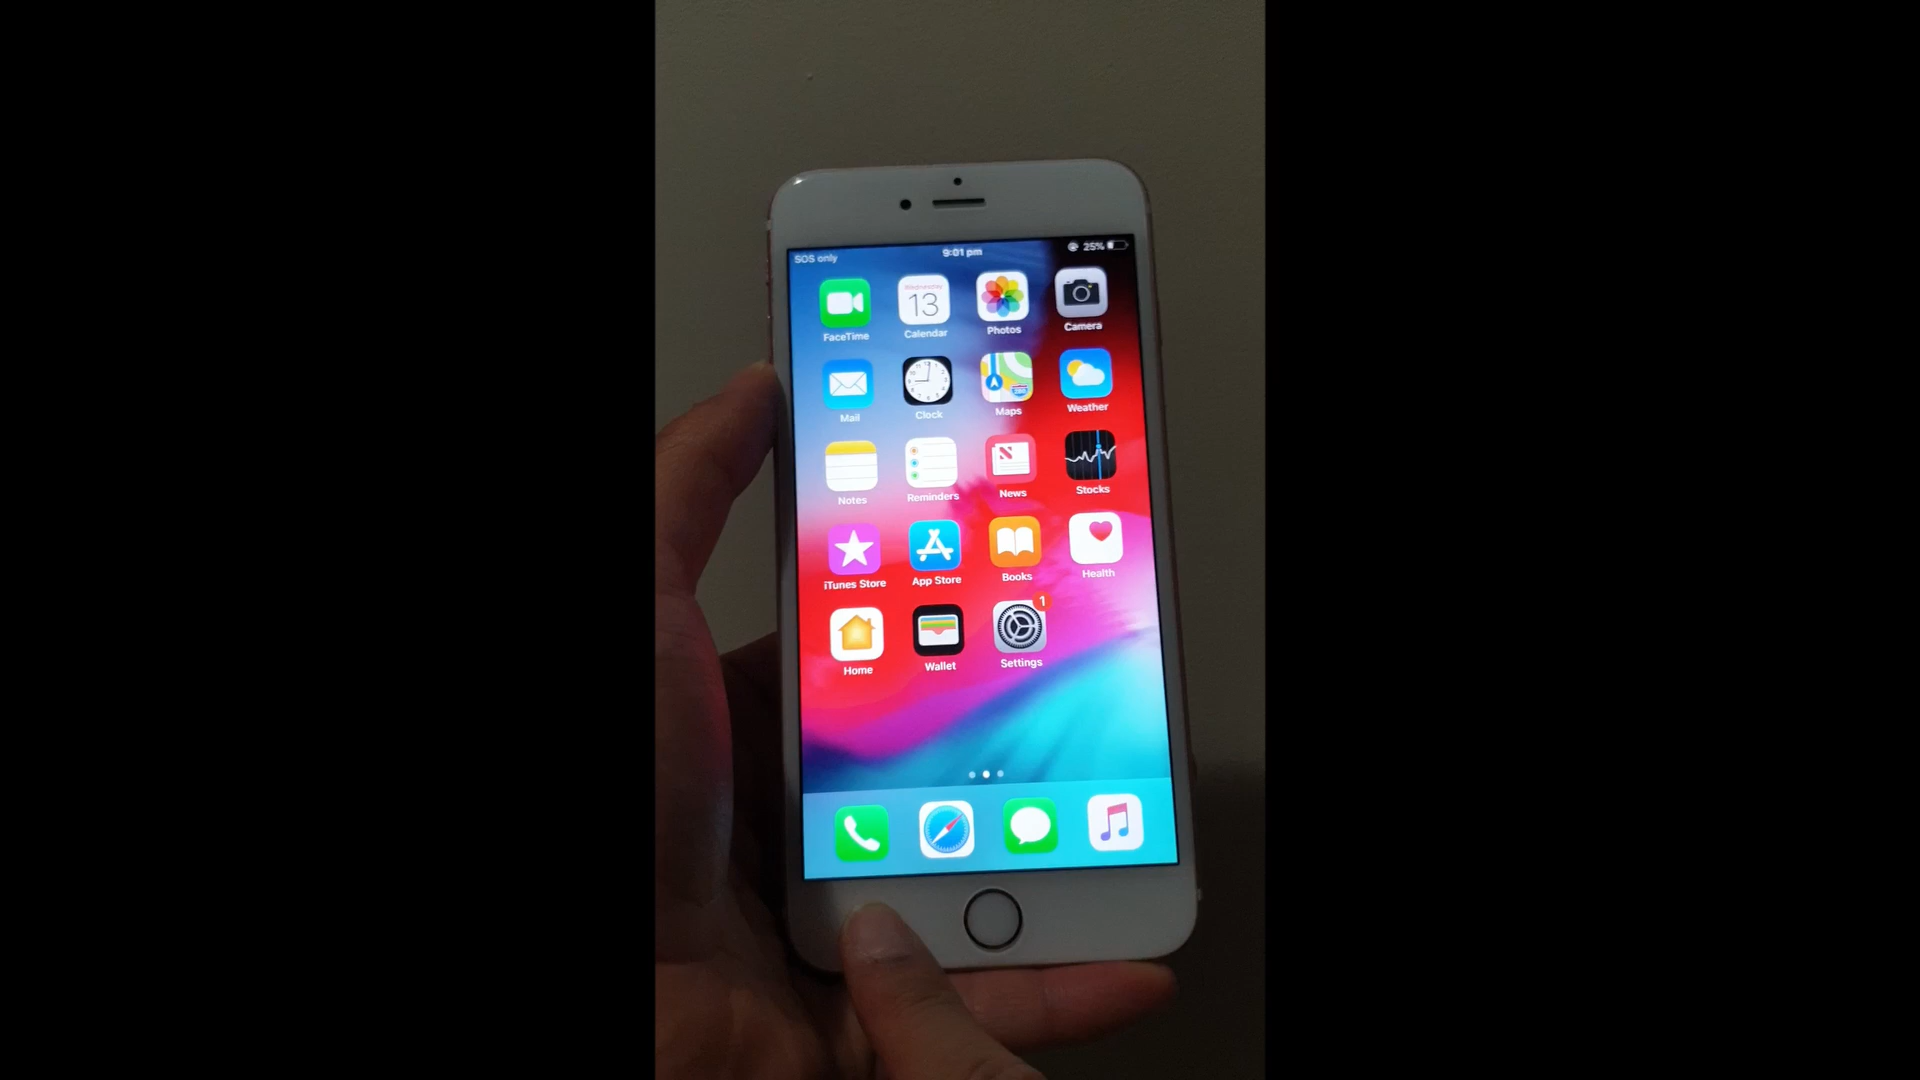 SOS only 9:01 pm 25%
Wednesday
13
FaceTime Calendar Photos Camera
Mail Clock Maps Weather
Notes Reminders News Stocks
iTunes Store App Store Books Health
1
Home Wallet Settings